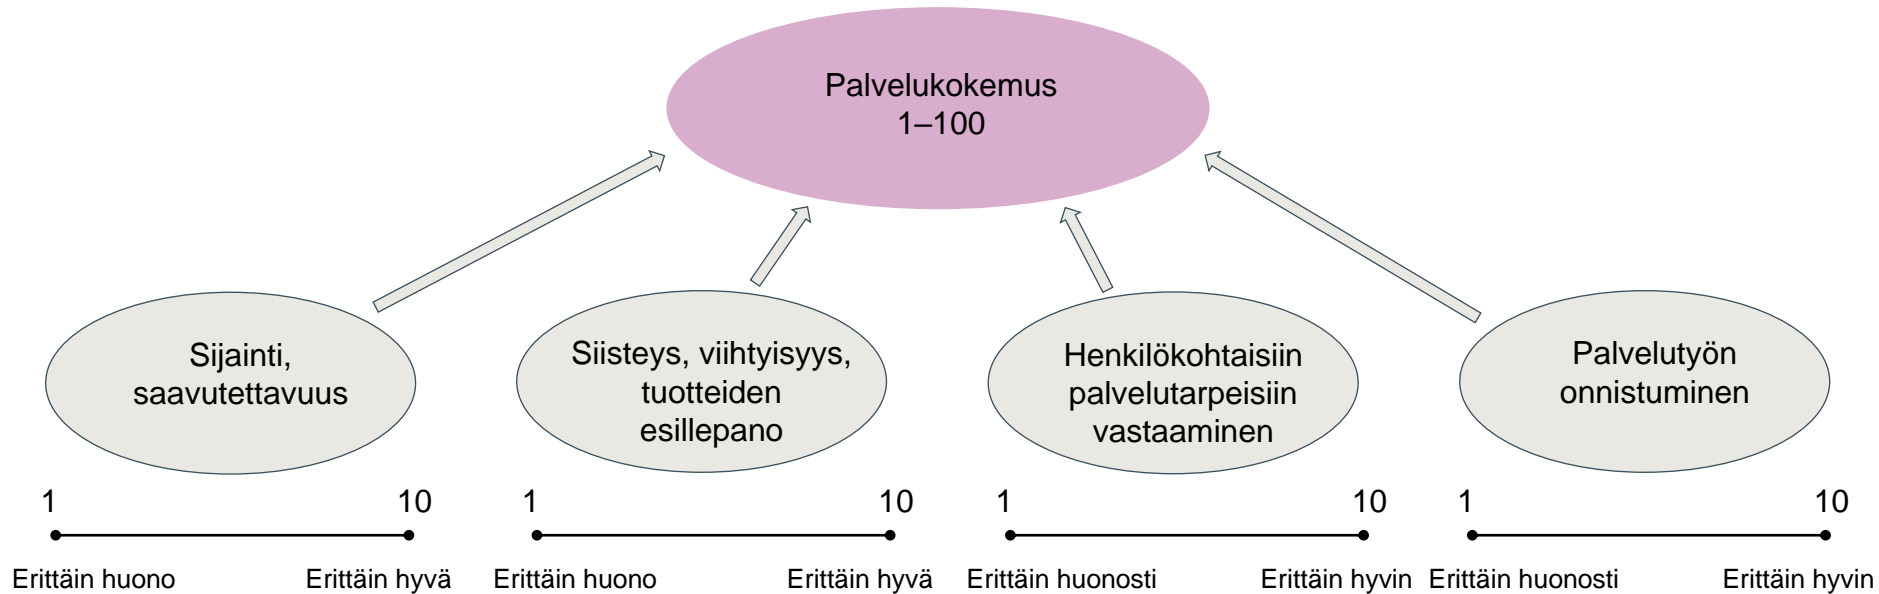 Palvelukokemus
1–100
Sijainti,
saavutettavuus
Siisteys, viihtyisyys,
tuotteiden
esillepano
Henkilökohtaisiin
palvelutarpeisiin
vastaaminen
Palvelutyön
onnistuminen
1 10 1 10 1 10 1 10
Erittäin huono Erittäin hyvä Erittäin huono Erittäin hyvä Erittäin huonosti Erittäin hyvin Erittäin huonosti Erittäin hyvin